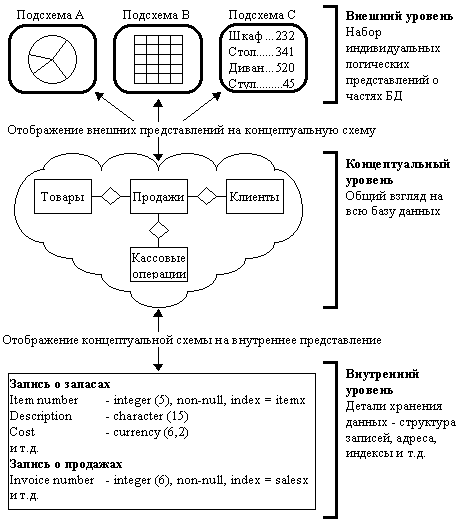 Подсхема А
Подсхема В
Подсхема С
Шкаф ... 232
Стол......341
Диван ...520
Стул.........45
Внешний уровень
Набор
индивидуальных
логических
представлений о
частях БД
Отображение внешних представлений на концептуальную схему
Товары
Продажи
Клиенты
Кассовые
операции
Концептуальный
уровень
Общий взгляд на
всю базу данных
Отображение концептуальной схемы на внутреннее представление
Запись о запасах
Item number - integer (5), non-null, index = itemx
Description - character (15)
Cost - currency (6,2)
и т.д.
Запись о продажах
Invoice number - integer (6), non-null, index = salesx
и т.д.
Внутренний
уровень
Детали хранения
данных - структура
записей, адреса,
индексы и т.д.